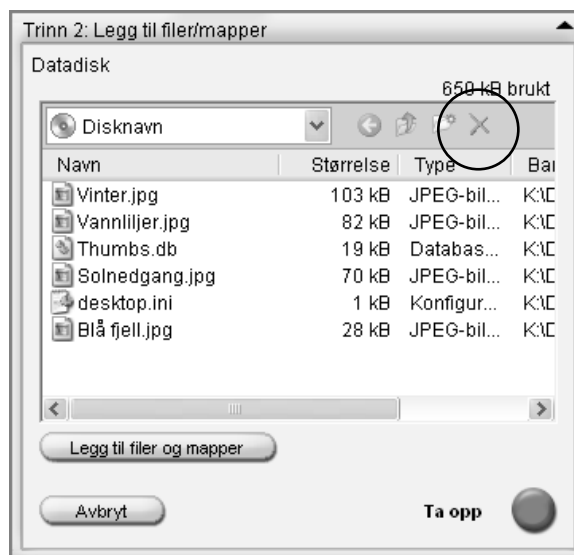 Trinn 2: Legg til filer/mapper
Datadisk
650 kB brukt
Disknavn
Navn Størrelse Type Bar
Vinter.jpg 103 kB JPEG-bil... K:\D
Vannliljer.jpg 82 kB JPEG-bil... K:\D
Thumbs.db 19 kB Databas... K:\D
Solnedgang.jpg 70 kB JPEG-bil... K:\D
desktop.ini 1 kB Konfigur... K:\D
Blå fjell.jpg 28 kB JPEG-bil... K:\D
Legg til filer og mapper
Avbryt Ta opp